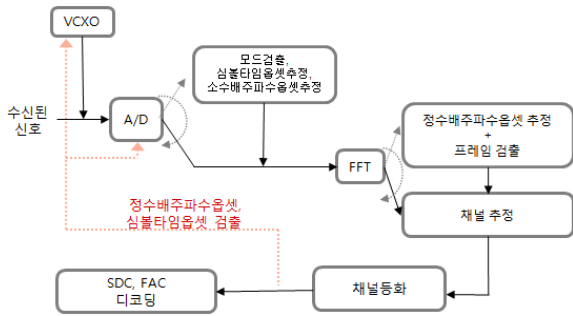 VCXO
모드검출,
심볼타임옵셋추정,
소수배주파수옵셋추정
수신된
신호
A/D
정수배주파수옵셋 추정
+
프레임 검출
FFT
정수배주파수옵셋,
심볼타임옵셋 검출
채널 추정
SDC, FAC
디코딩
채널등화